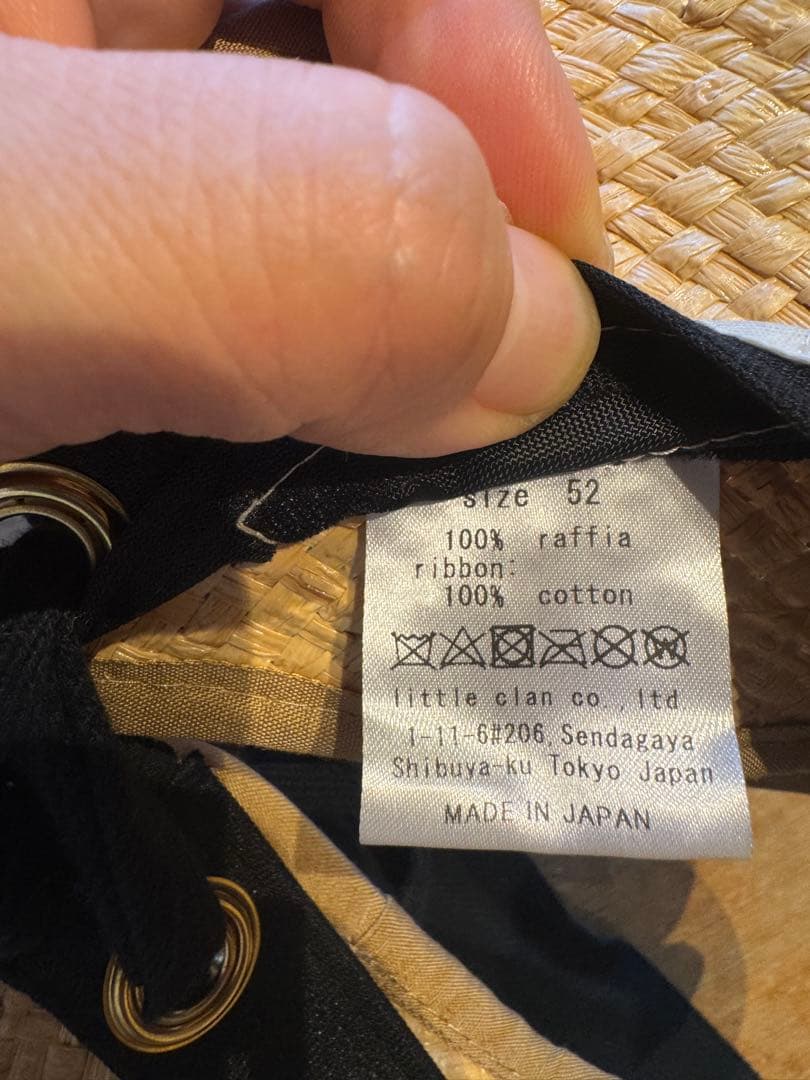 size 52
100% raffia
ribbon:
100% cotton
W
little clan co.,ltd
1-11-6#206,Sendagaya
Shibuya-ku Tokyo Japan
MADE IN JAPAN